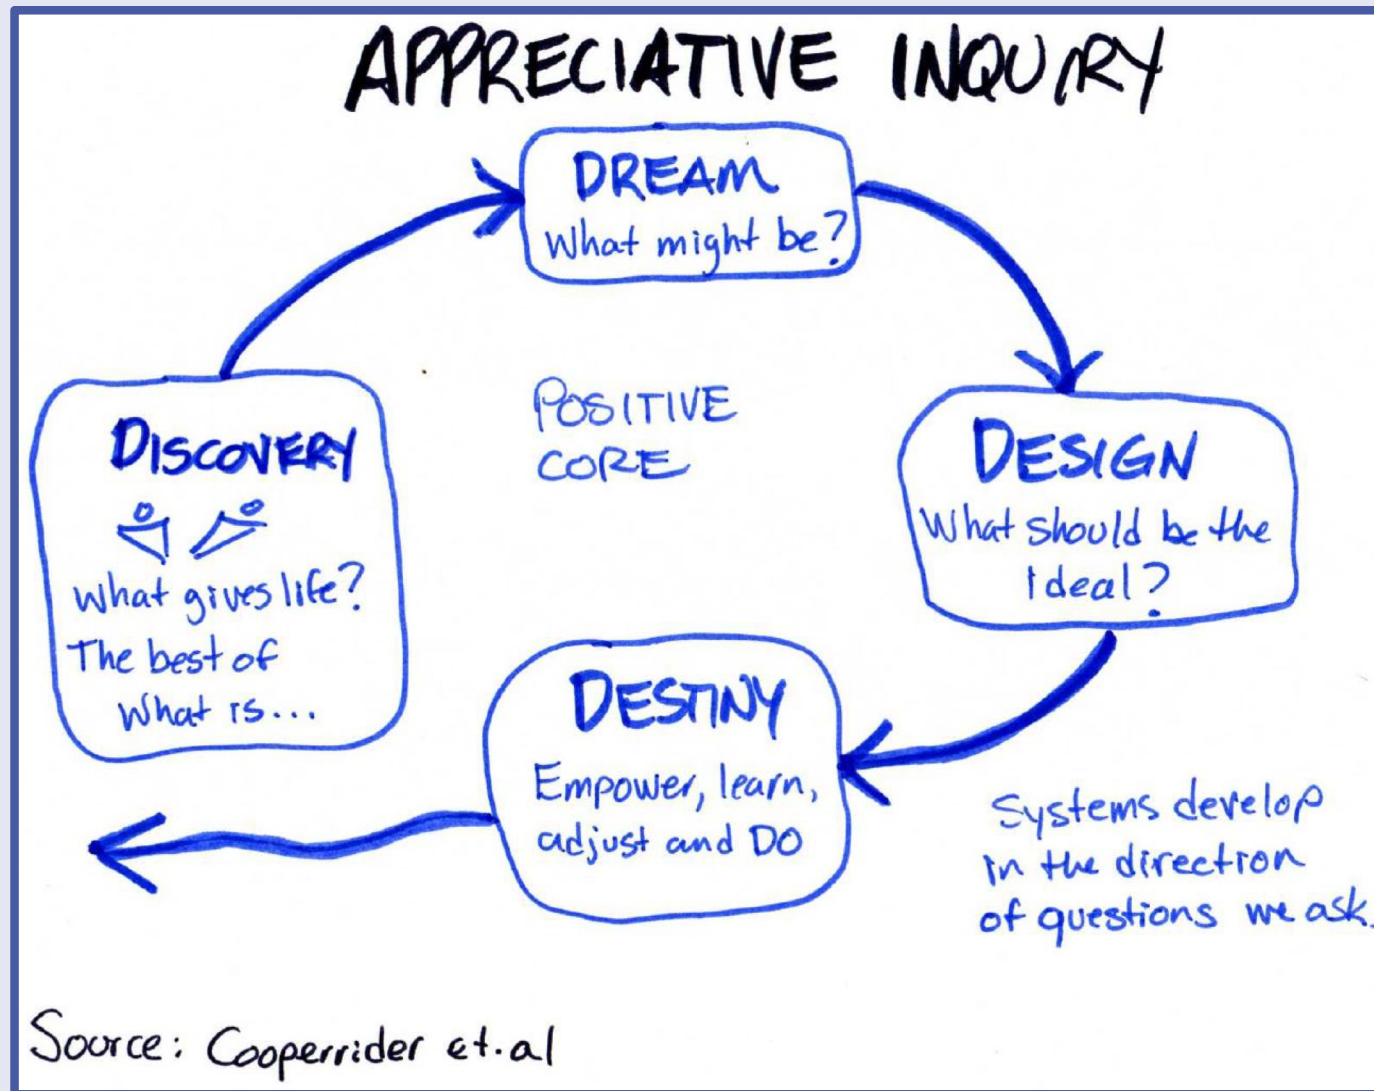 APPRECIATIVE INQUIRY
DREAM
What might be?
DISCOVERY
What gives life?
The best of
What is...
POSITIVE
CORE
DESIGN
What should be the
Ideal?
DESTINY
Empower, learn,
adjust and DO
Systems develop
in the direction
of questions we ask.
Source: Cooperrider et.al